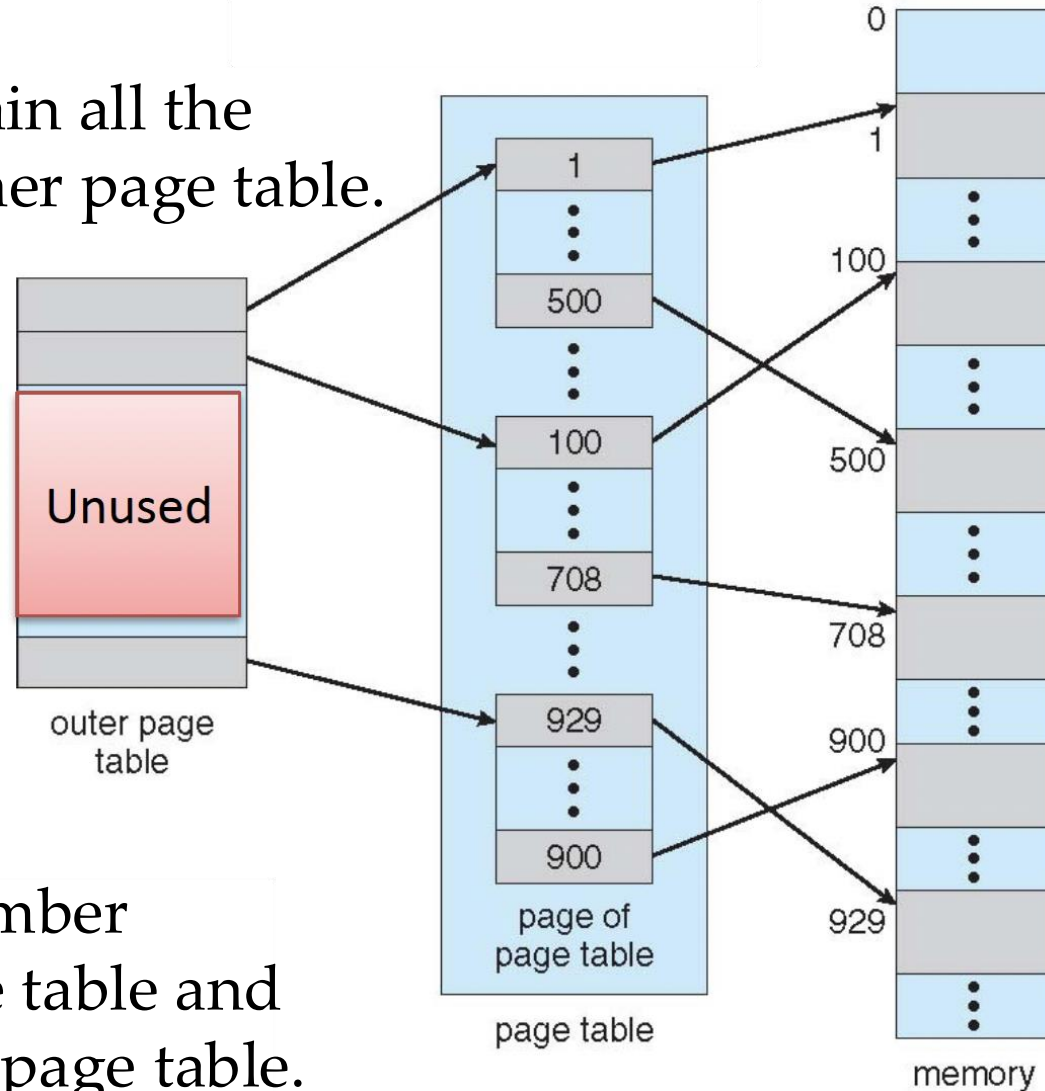 in all the
er page table.
Unused
outer page
table
mber
table and
page table.
1
500
100
708
929
900
page of
page table
page table
0
1
100
500
708
900
929
memory